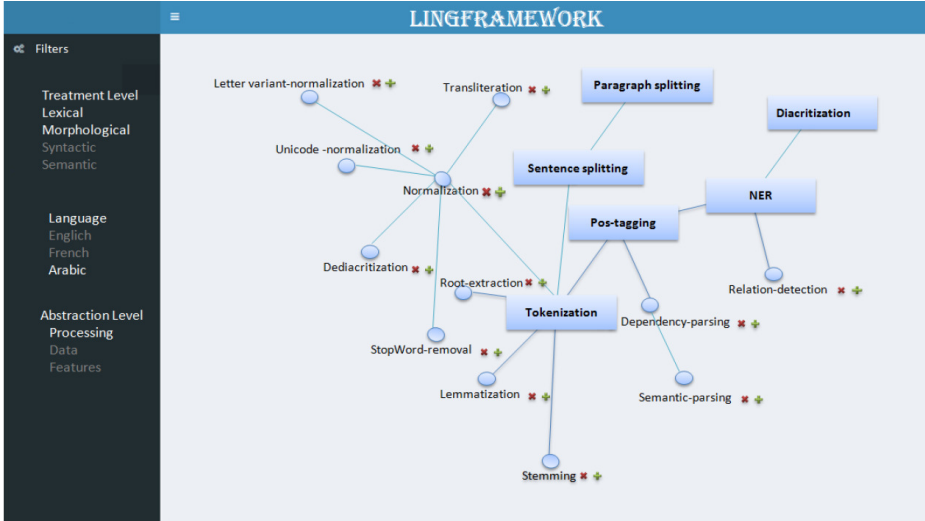 LINGFRAMEWORK
Filters
Treatment Level
Lexical
Morphological
Syntactic
Semantic
Language
Englich
French
Arabic
Abstraction Level
Processing
Data
Features
Letter variant-normalization
Transliteration
Paragraph splitting
Diacritization
Unicode -normalization
Sentence splitting
Normalization
NER
Pos-tagging
Dediacritization
Root-extraction
Relation-detection
Tokenization
Dependency-parsing
StopWord-removal
Lemmatization
Semantic-parsing
Stemming